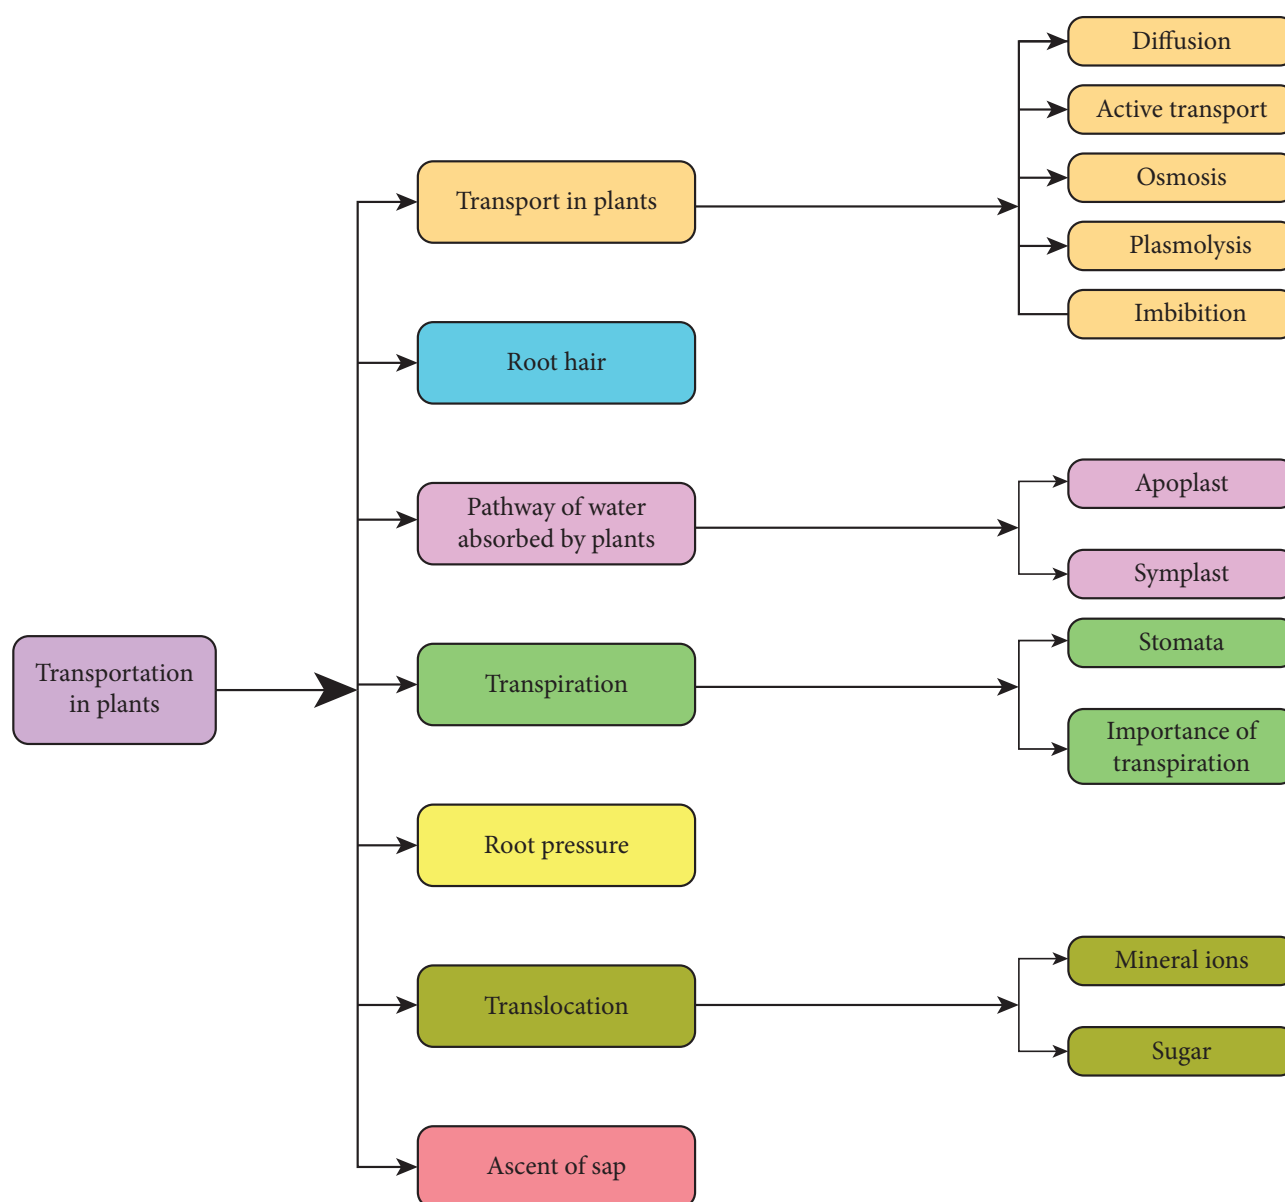 Transportation
in plants
Transport in plants
Diffusion
Active transport
Osmosis
Plasmolysis
Imbibition
Root hair
Pathway of water
absorbed by plants
Apoplast
Symplast
Transpiration
Stomata
Importance of
transpiration
Root pressure
Translocation
Mineral ions
Sugar
Ascent of sap